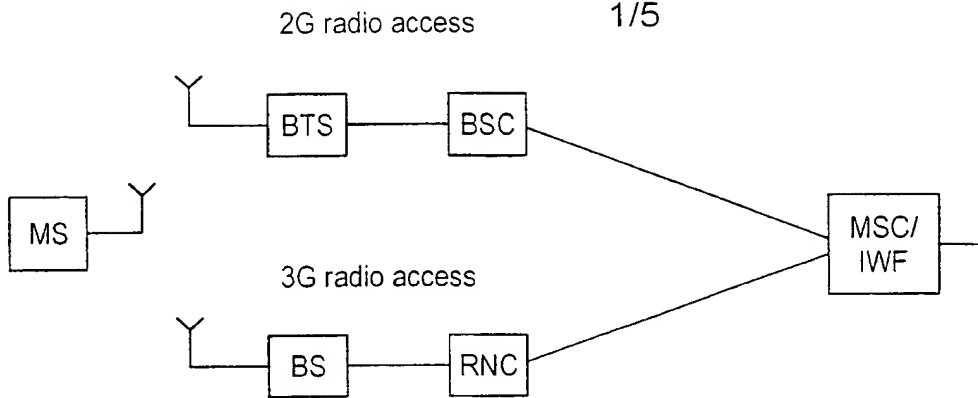 2G radio access
1/5
BTS
BSC
MS
MSC/
IWF
3G radio access
BS
RNC